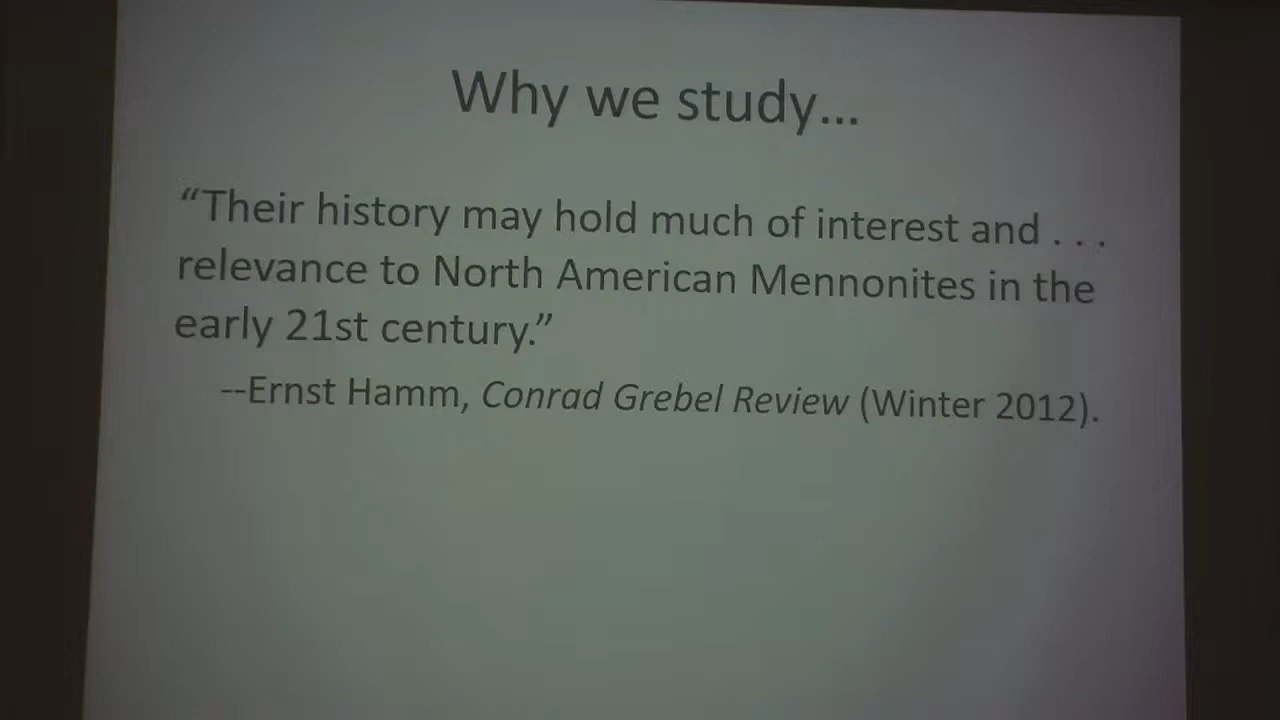 Why we study...
“Their history may hold much of interest and . . .
relevance to North American Mennonites in the
early 21st century.”
--Ernst Hamm, Conrad Grebel Review (Winter 2012).